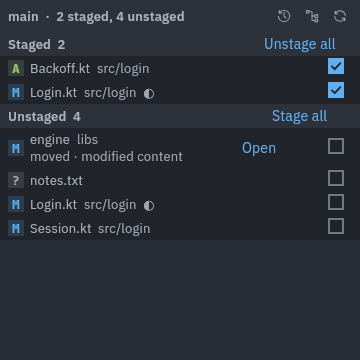 main · 2 staged, 4 unstaged
Staged 2 Unstage all
A Backoff.kt src/login
M Login.kt src/login
Unstaged 4 Stage all
M engine libs
moved · modified content Open
? notes.txt
M Login.kt src/login
M Session.kt src/login